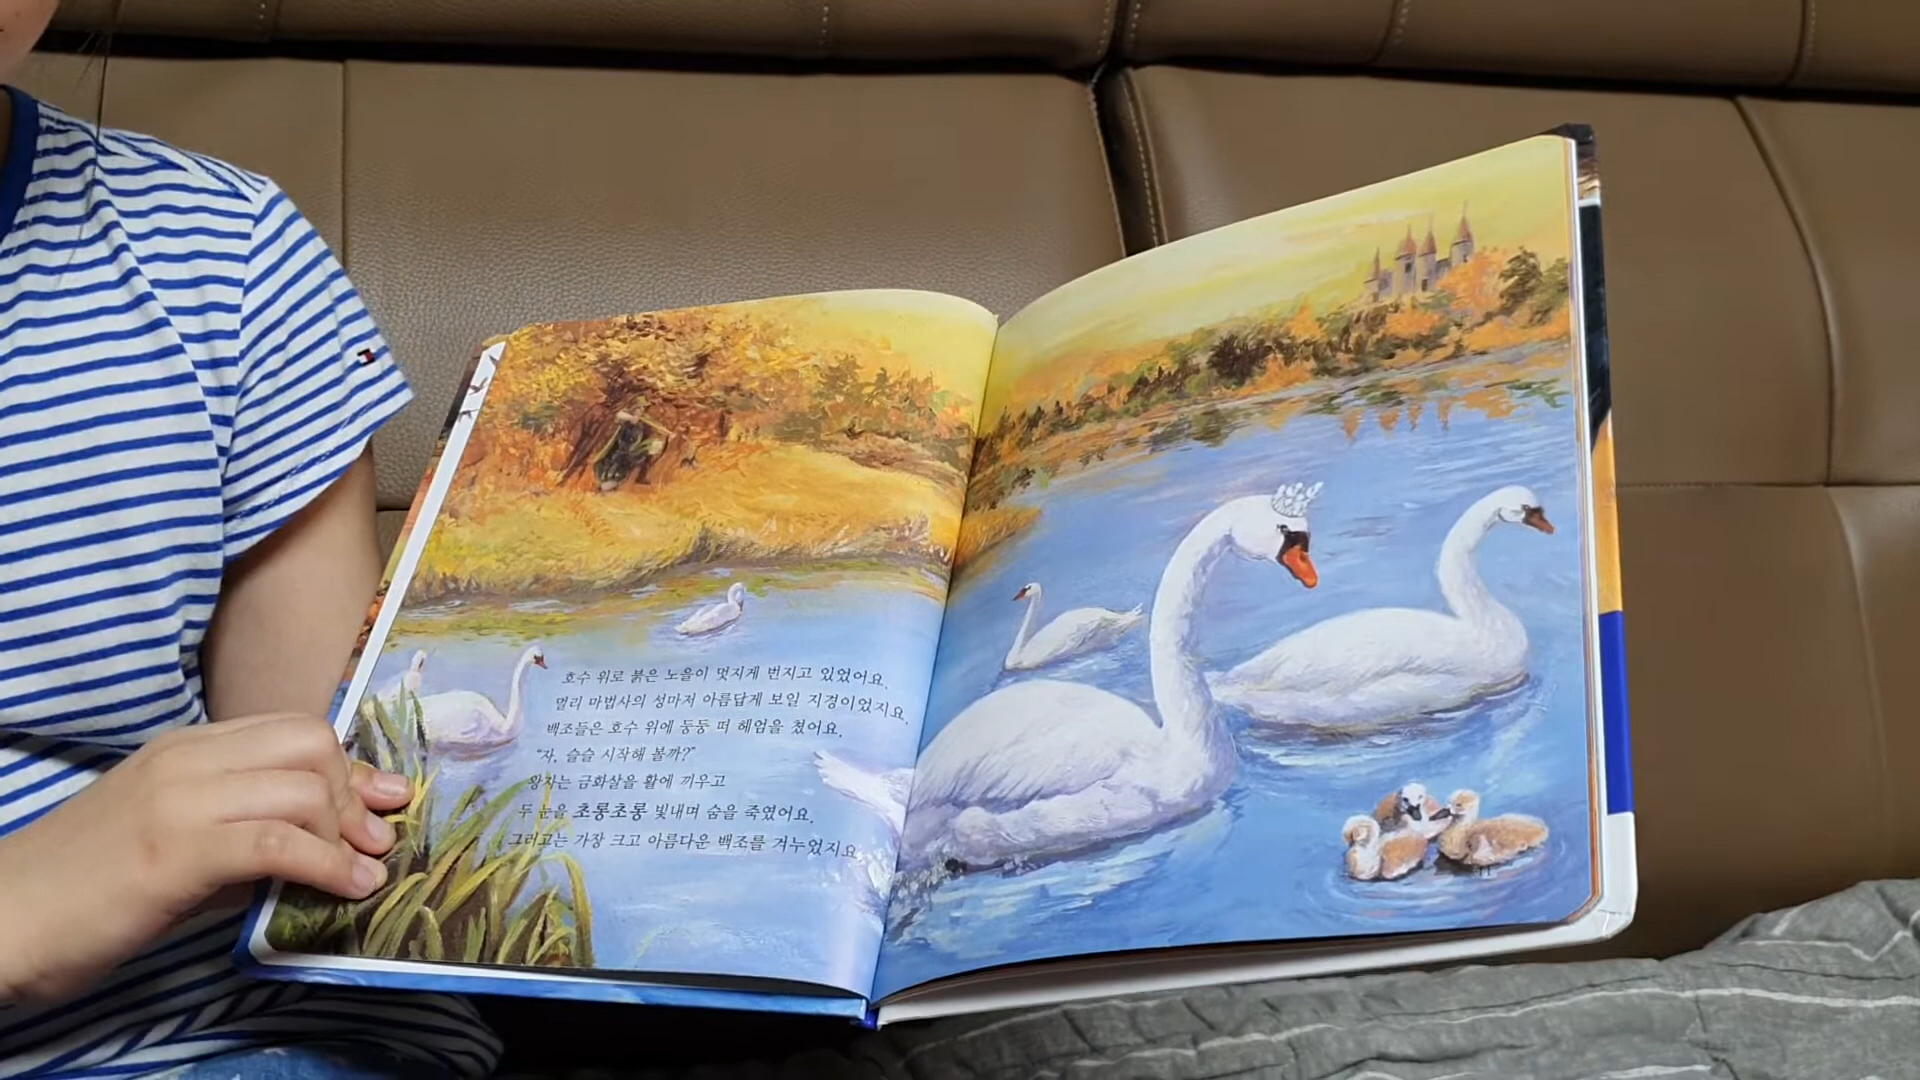 호수 위로 붉은 노을이 멋지게 번지고 있었어요.
멀리 마법사의 성마저 아름답게 보일 지경이었지요.
백조들은 호수 위에 둥둥 떠 헤엄을 쳤어요.
“자, 슬슬 시작해 볼까?”
왕자는 금화살을 활에 끼우고
두 눈을 초롱초롱 빛내며 숨을 죽였어요.
그러고는 가장 크고 아름다운 백조를 겨누었지요.
11